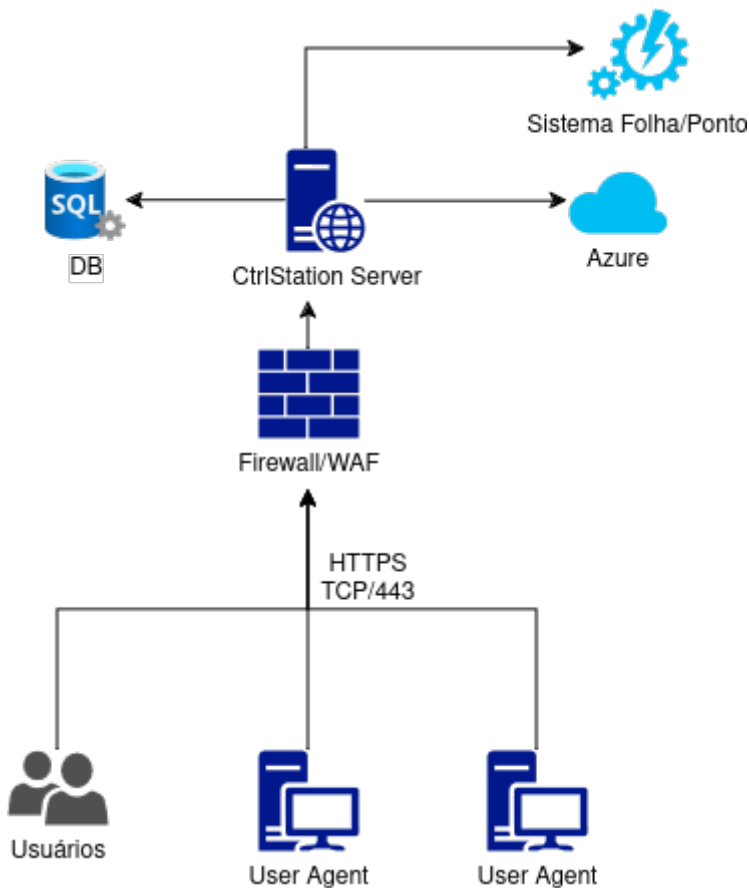 Sistema Folha/Ponto
SQL
DB
CtrlStation Server
Azure
Firewall/WAF
HTTPS
TCP/443
Usuários
User Agent
User Agent